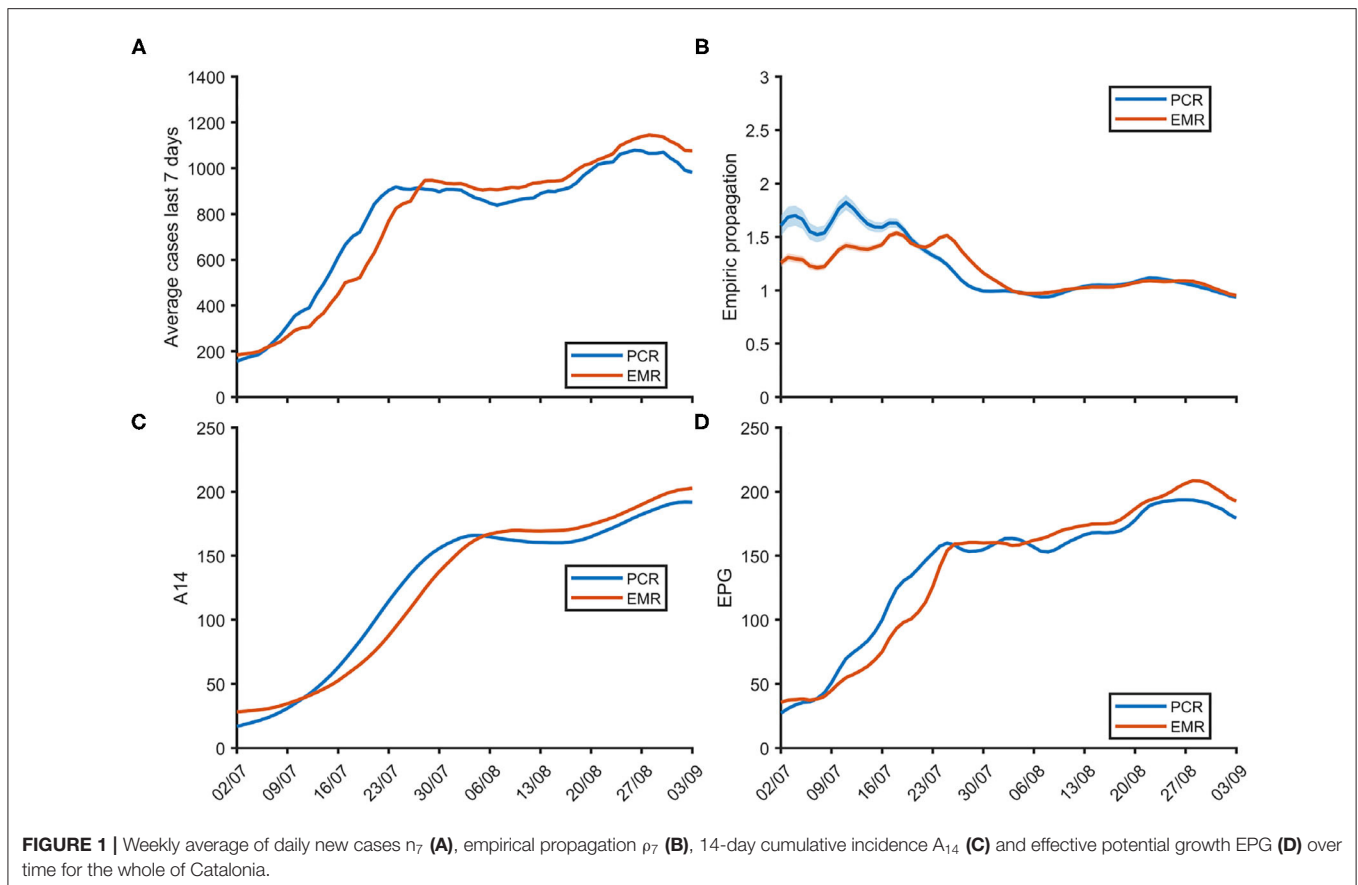 A
Average cases last 7 days
1400
1200
1000
800
600
400
200
0
PCR
EMR
B
Empiric propagation
3
2.5
2
1.5
1
0.5
0
PCR
EMR
C
A14
250
200
150
100
50
0
PCR
EMR
02/07
09/07
16/07
23/07
30/07
06/08
13/08
20/08
27/08
03/09
D
EPG
250
200
150
100
50
0
PCR
EMR
02/07
09/07
16/07
23/07
30/07
06/08
13/08
20/08
27/08
03/09
FIGURE 1 | Weekly average of daily new cases n₇ (A), empirical propagation ρ₇ (B), 14-day cumulative incidence A₁₄ (C) and effective potential growth EPG (D) over
time for the whole of Catalonia.